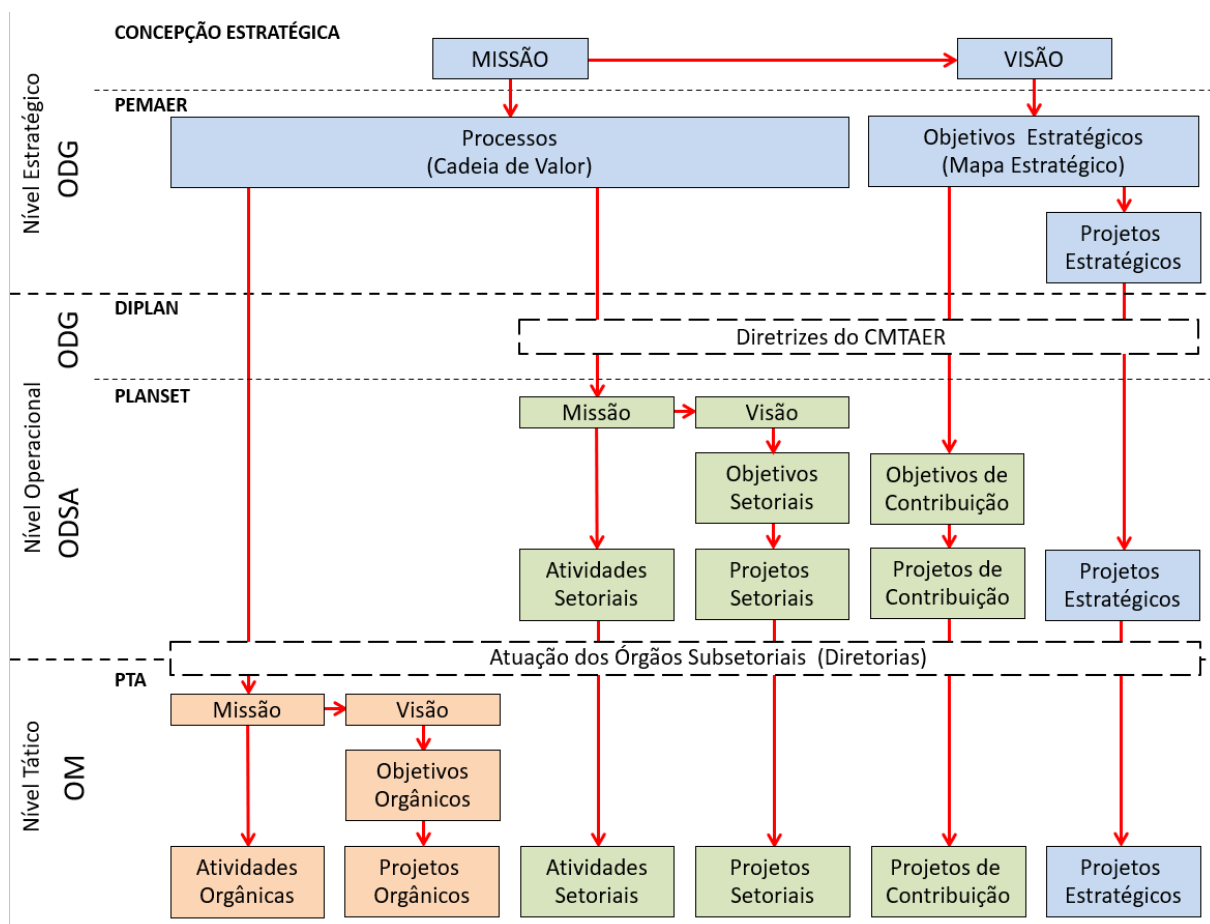 CONCEPÇÃO ESTRATÉGICA
MISSÃO
VISÃO
Nível Estratégico
ODG
PEMAER
Processos
(Cadeia de Valor)
Objetivos Estratégicos
(Mapa Estratégico)
Projetos
Estratégicos
Nível Operacional
ODG
DIPLAN
Diretrizes do CMTAER
ODSA
PLANSET
Missão
Visão
Objetivos
Setoriais
Objetivos de
Contribuição
Atividades
Setoriais
Projetos
Setoriais
Projetos de
Contribuição
Projetos
Estratégicos
Atuação dos Órgãos Subsetoriais (Diretorias)
Nível Tático
OM
PTA
Missão
Visão
Objetivos
Orgânicos
Atividades
Orgânicas
Projetos
Orgânicos
Atividades
Setoriais
Projetos
Setoriais
Projetos de
Contribuição
Projetos
Estratégicos